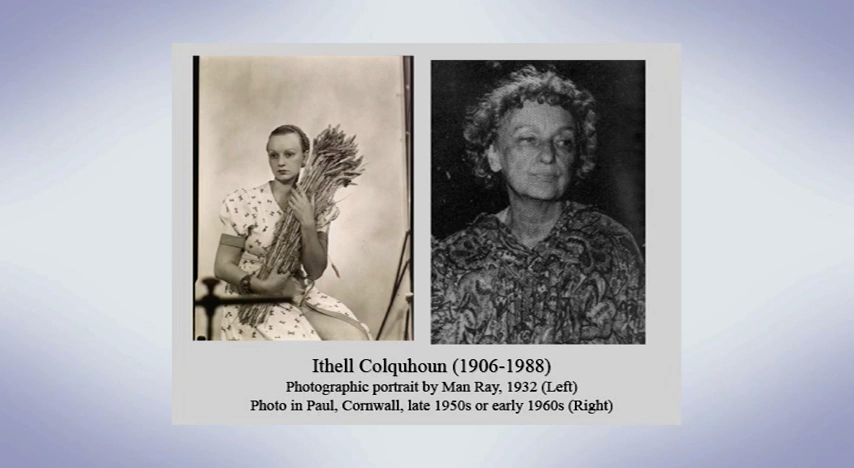 Ithell Colquhoun (1906-1988)
Photographic portrait by Man Ray, 1932 (Left)
Photo in Paul, Cornwall, late 1950s or early 1960s (Right)